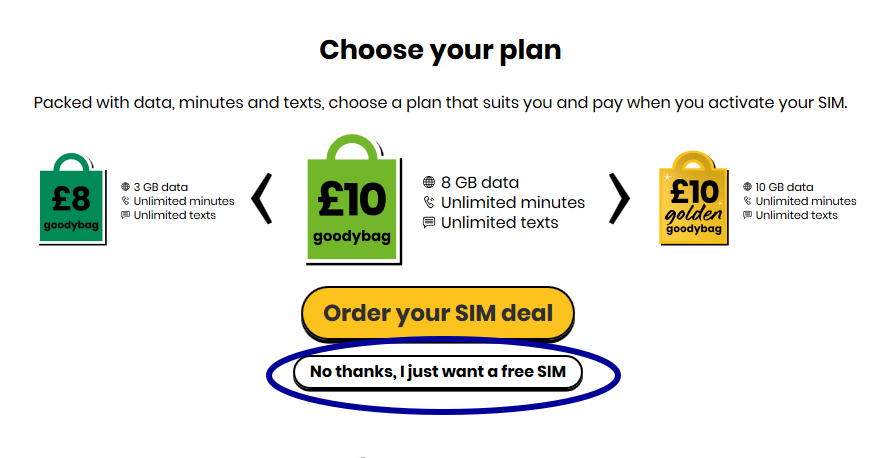 Choose your plan
Packed with data, minutes and texts, choose a plan that suits you and pay when you activate your SIM.
£8
goodybag
3 GB data
Unlimited minutes
Unlimited texts
£10
goodybag
8 GB data
Unlimited minutes
Unlimited texts
£10
golden
goodybag
10 GB data
Unlimited minutes
Unlimited texts
Order your SIM deal
No thanks, I just want a free SIM